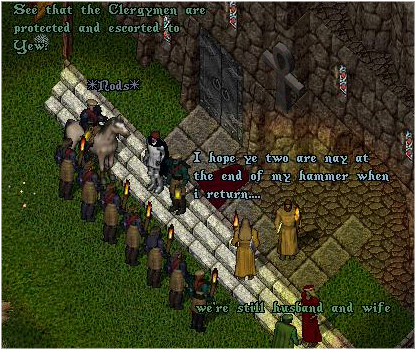 See that the Clergymen are
protected and escorted to
Yew.
*Nods*
I hope ye two are nay at
the end of my hammer when
i return....
we're still husband and wife